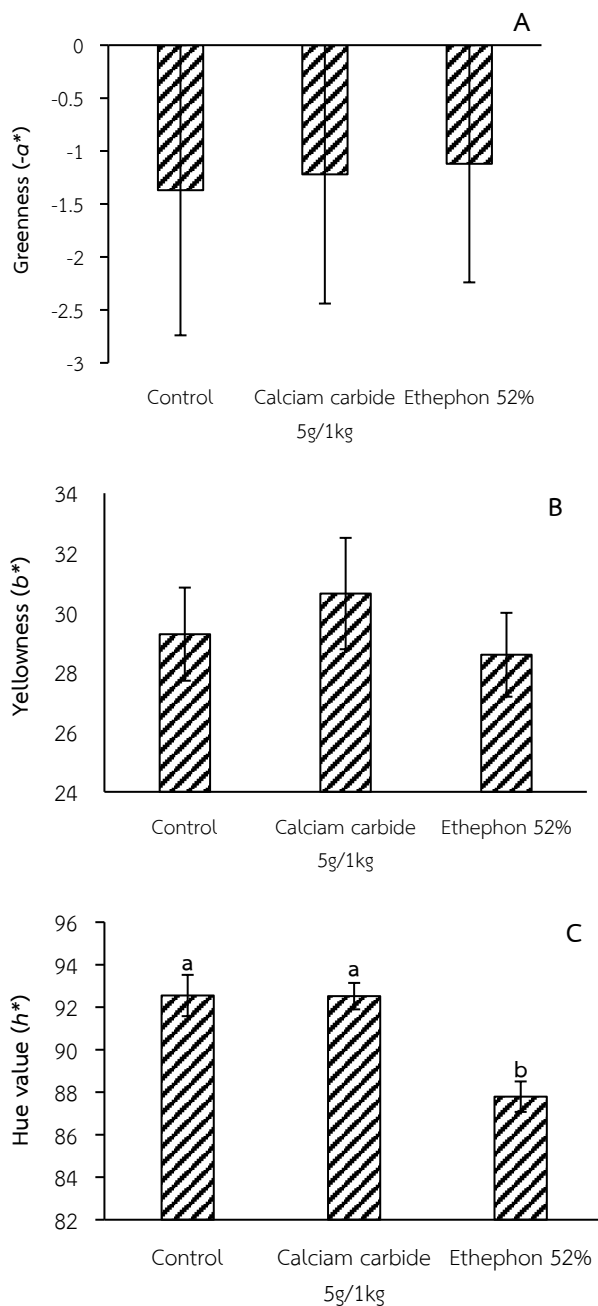 A
Greenness (-a*)
0
-0.5
-1
-1.5
-2
-2.5
-3
Control
Calciam carbide
5g/1kg
Ethephon 52%
B
Yellowness (b*)
34
32
30
28
26
24
Control
Calciam carbide
5g/1kg
Ethephon 52%
C
Hue value (h*)
96
94
92
90
88
86
84
82
a
a
b
Control
Calciam carbide
5g/1kg
Ethephon 52%